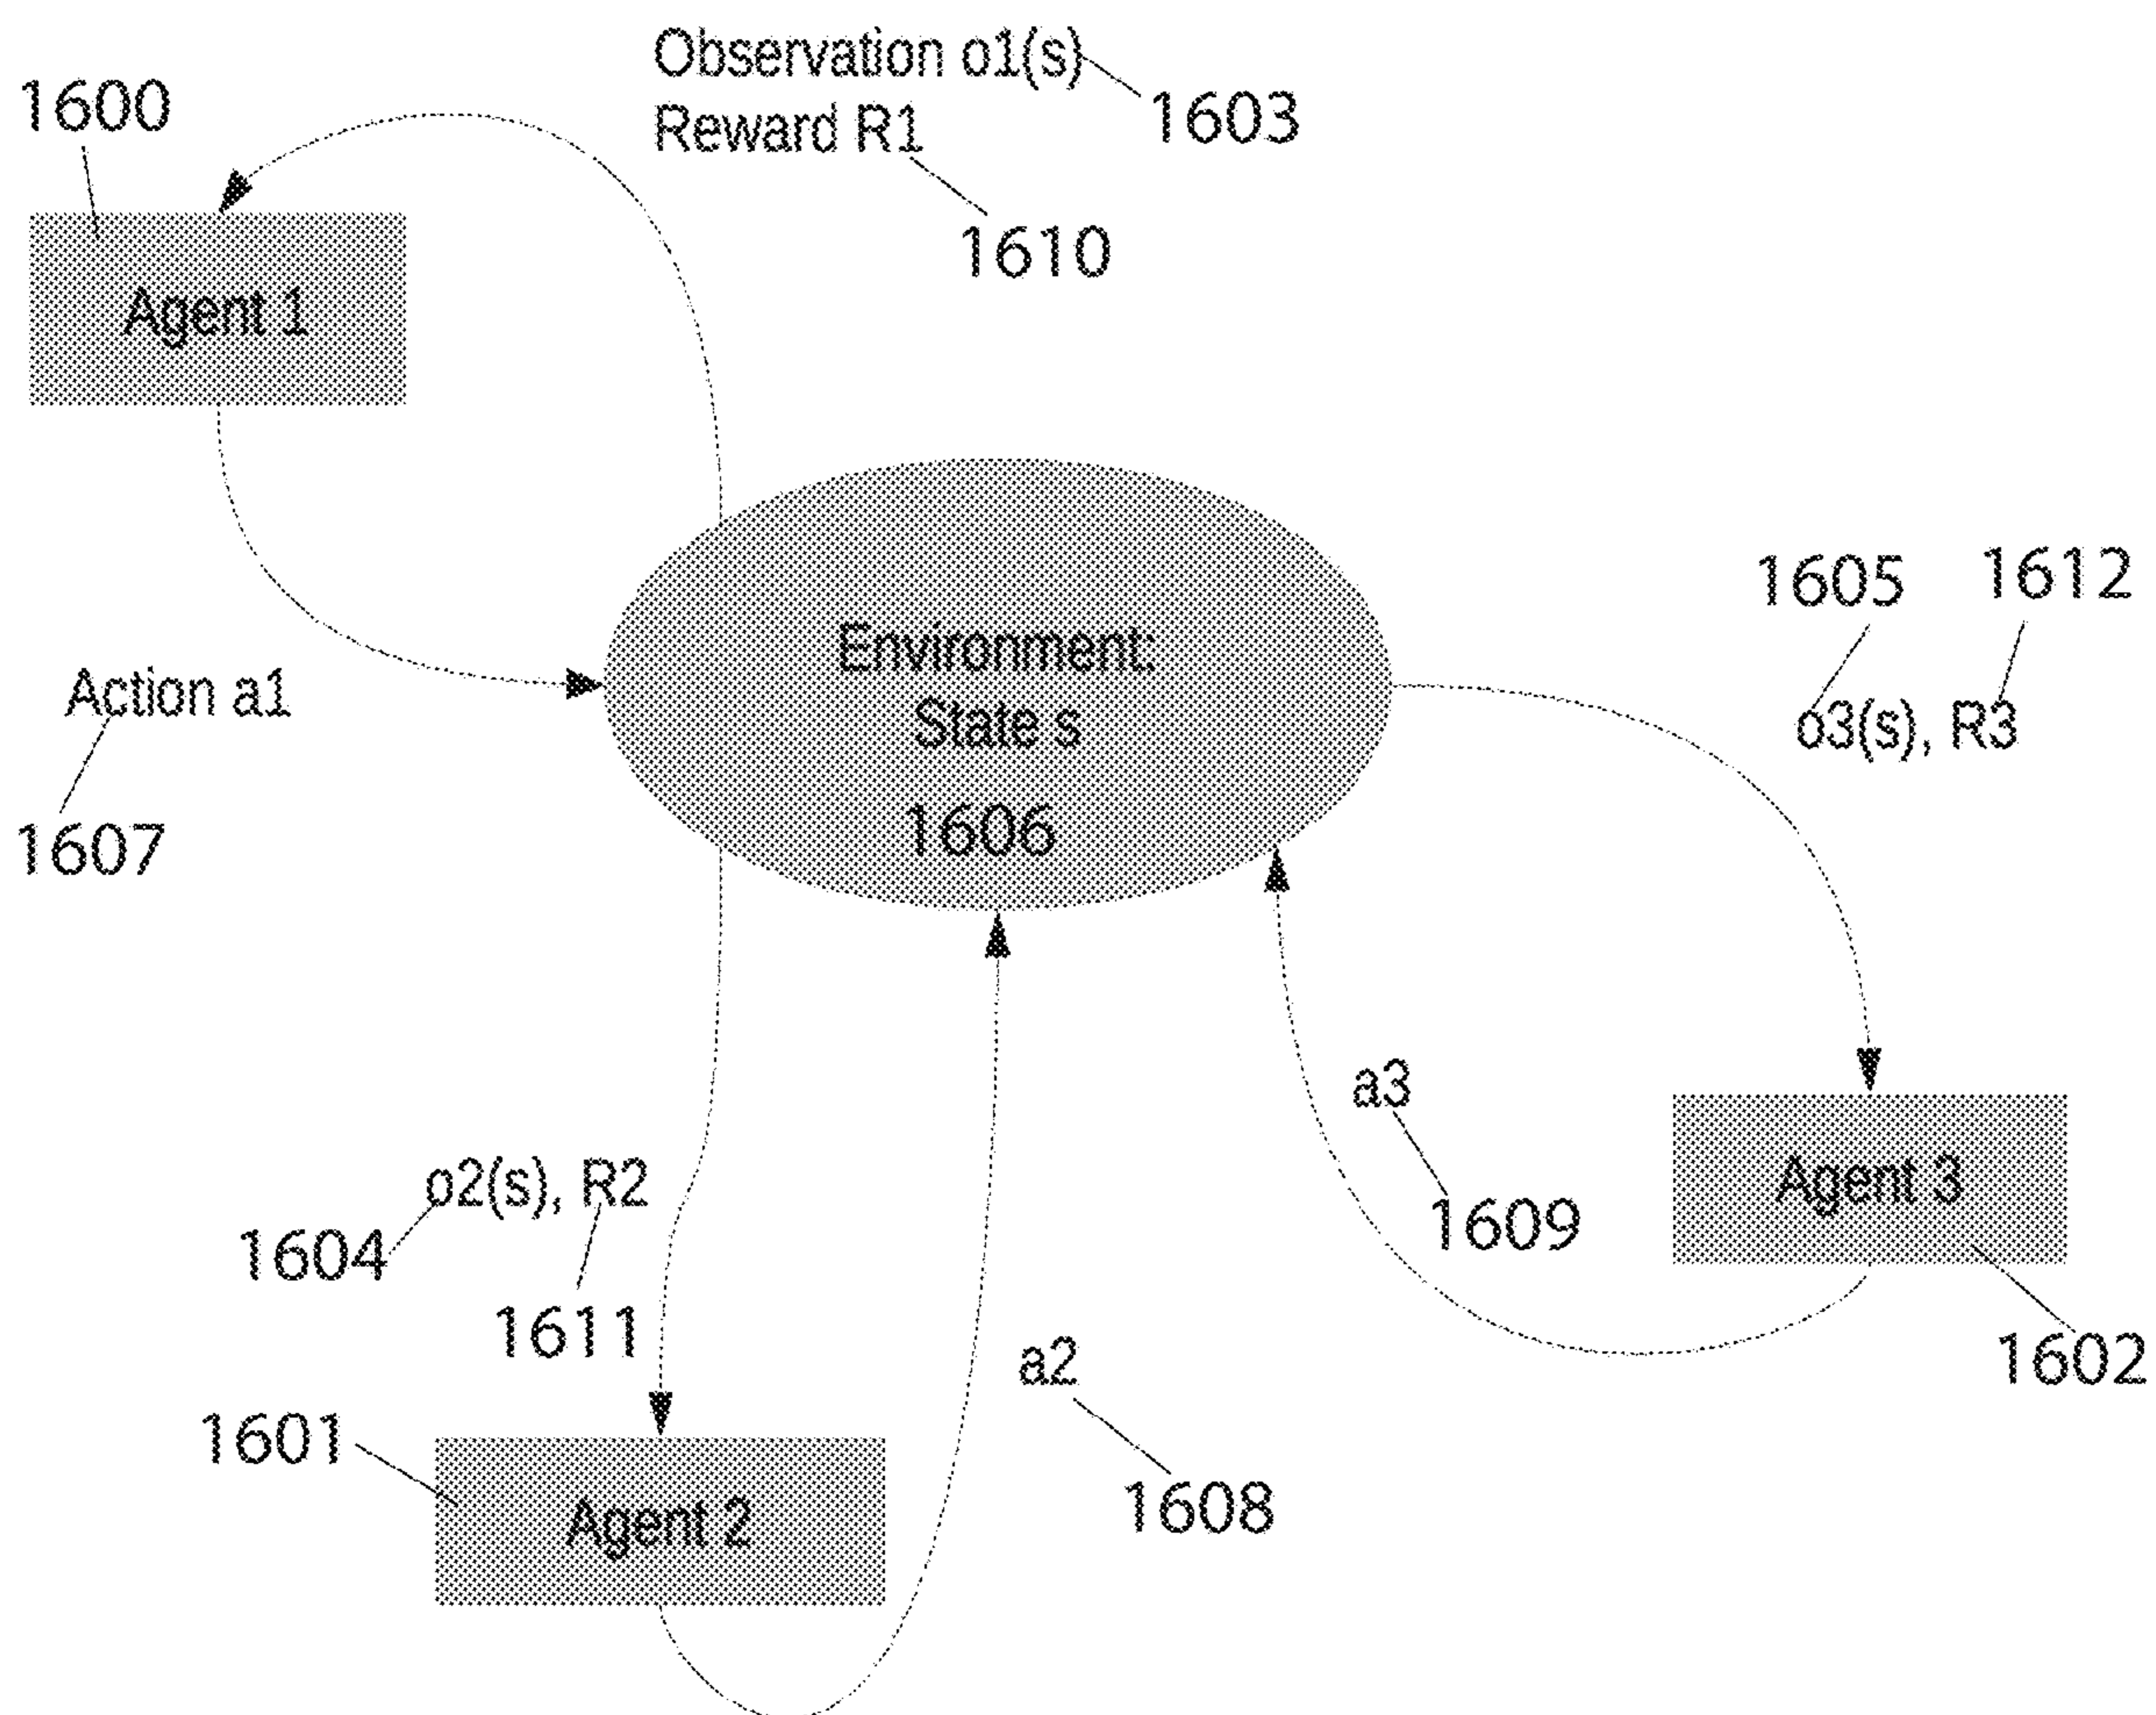 Observation o1(s)
Reward R1
1603
1600
1610
Agent 1
Environment:
State s
1606
Action a1
1607
1605
1612
o3(s), R3
a3
1609
Agent 3
1602
o2(s), R2
1604
1611
a2
1608
1601
Agent 2